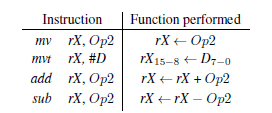 Instruction Function performed
mv rX, Op2 rX ← Op2
mvt rX, #D rX15−8 ← D7−0
add rX, Op2 rX ← rX + Op2
sub rX, Op2 rX ← rX − Op2